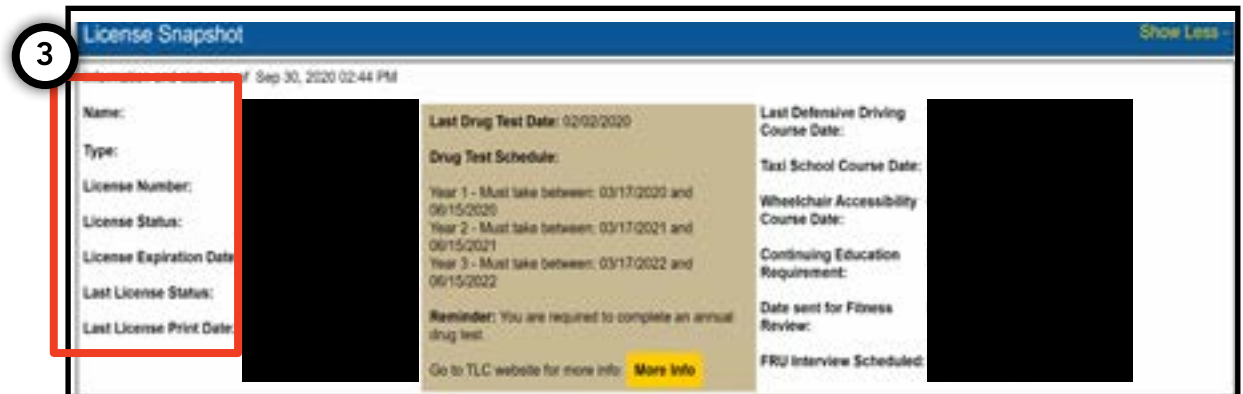 3
License Snapshot
Show Less -
Information and status as of Sep 30, 2020 02:44 PM
Name:
Type:
License Number:
License Status:
License Expiration Date
Last License Status:
Last License Print Date:
Last Drug Test Date: 02/02/2020
Drug Test Schedule:
Year 1 - Must take between: 03/17/2020 and
06/15/2020
Year 2 - Must take between: 03/17/2021 and
06/15/2021
Year 3 - Must take between: 03/17/2022 and
06/15/2022
Reminder: You are required to complete an annual
drug test.
Go to TLC website for more info: More Info
Last Defensive Driving
Course Date:
Taxi School Course Date:
Wheelchair Accessibility
Course Date:
Continuing Education
Requirement:
Date sent for Fitness
Review:
FRU Interview Scheduled: